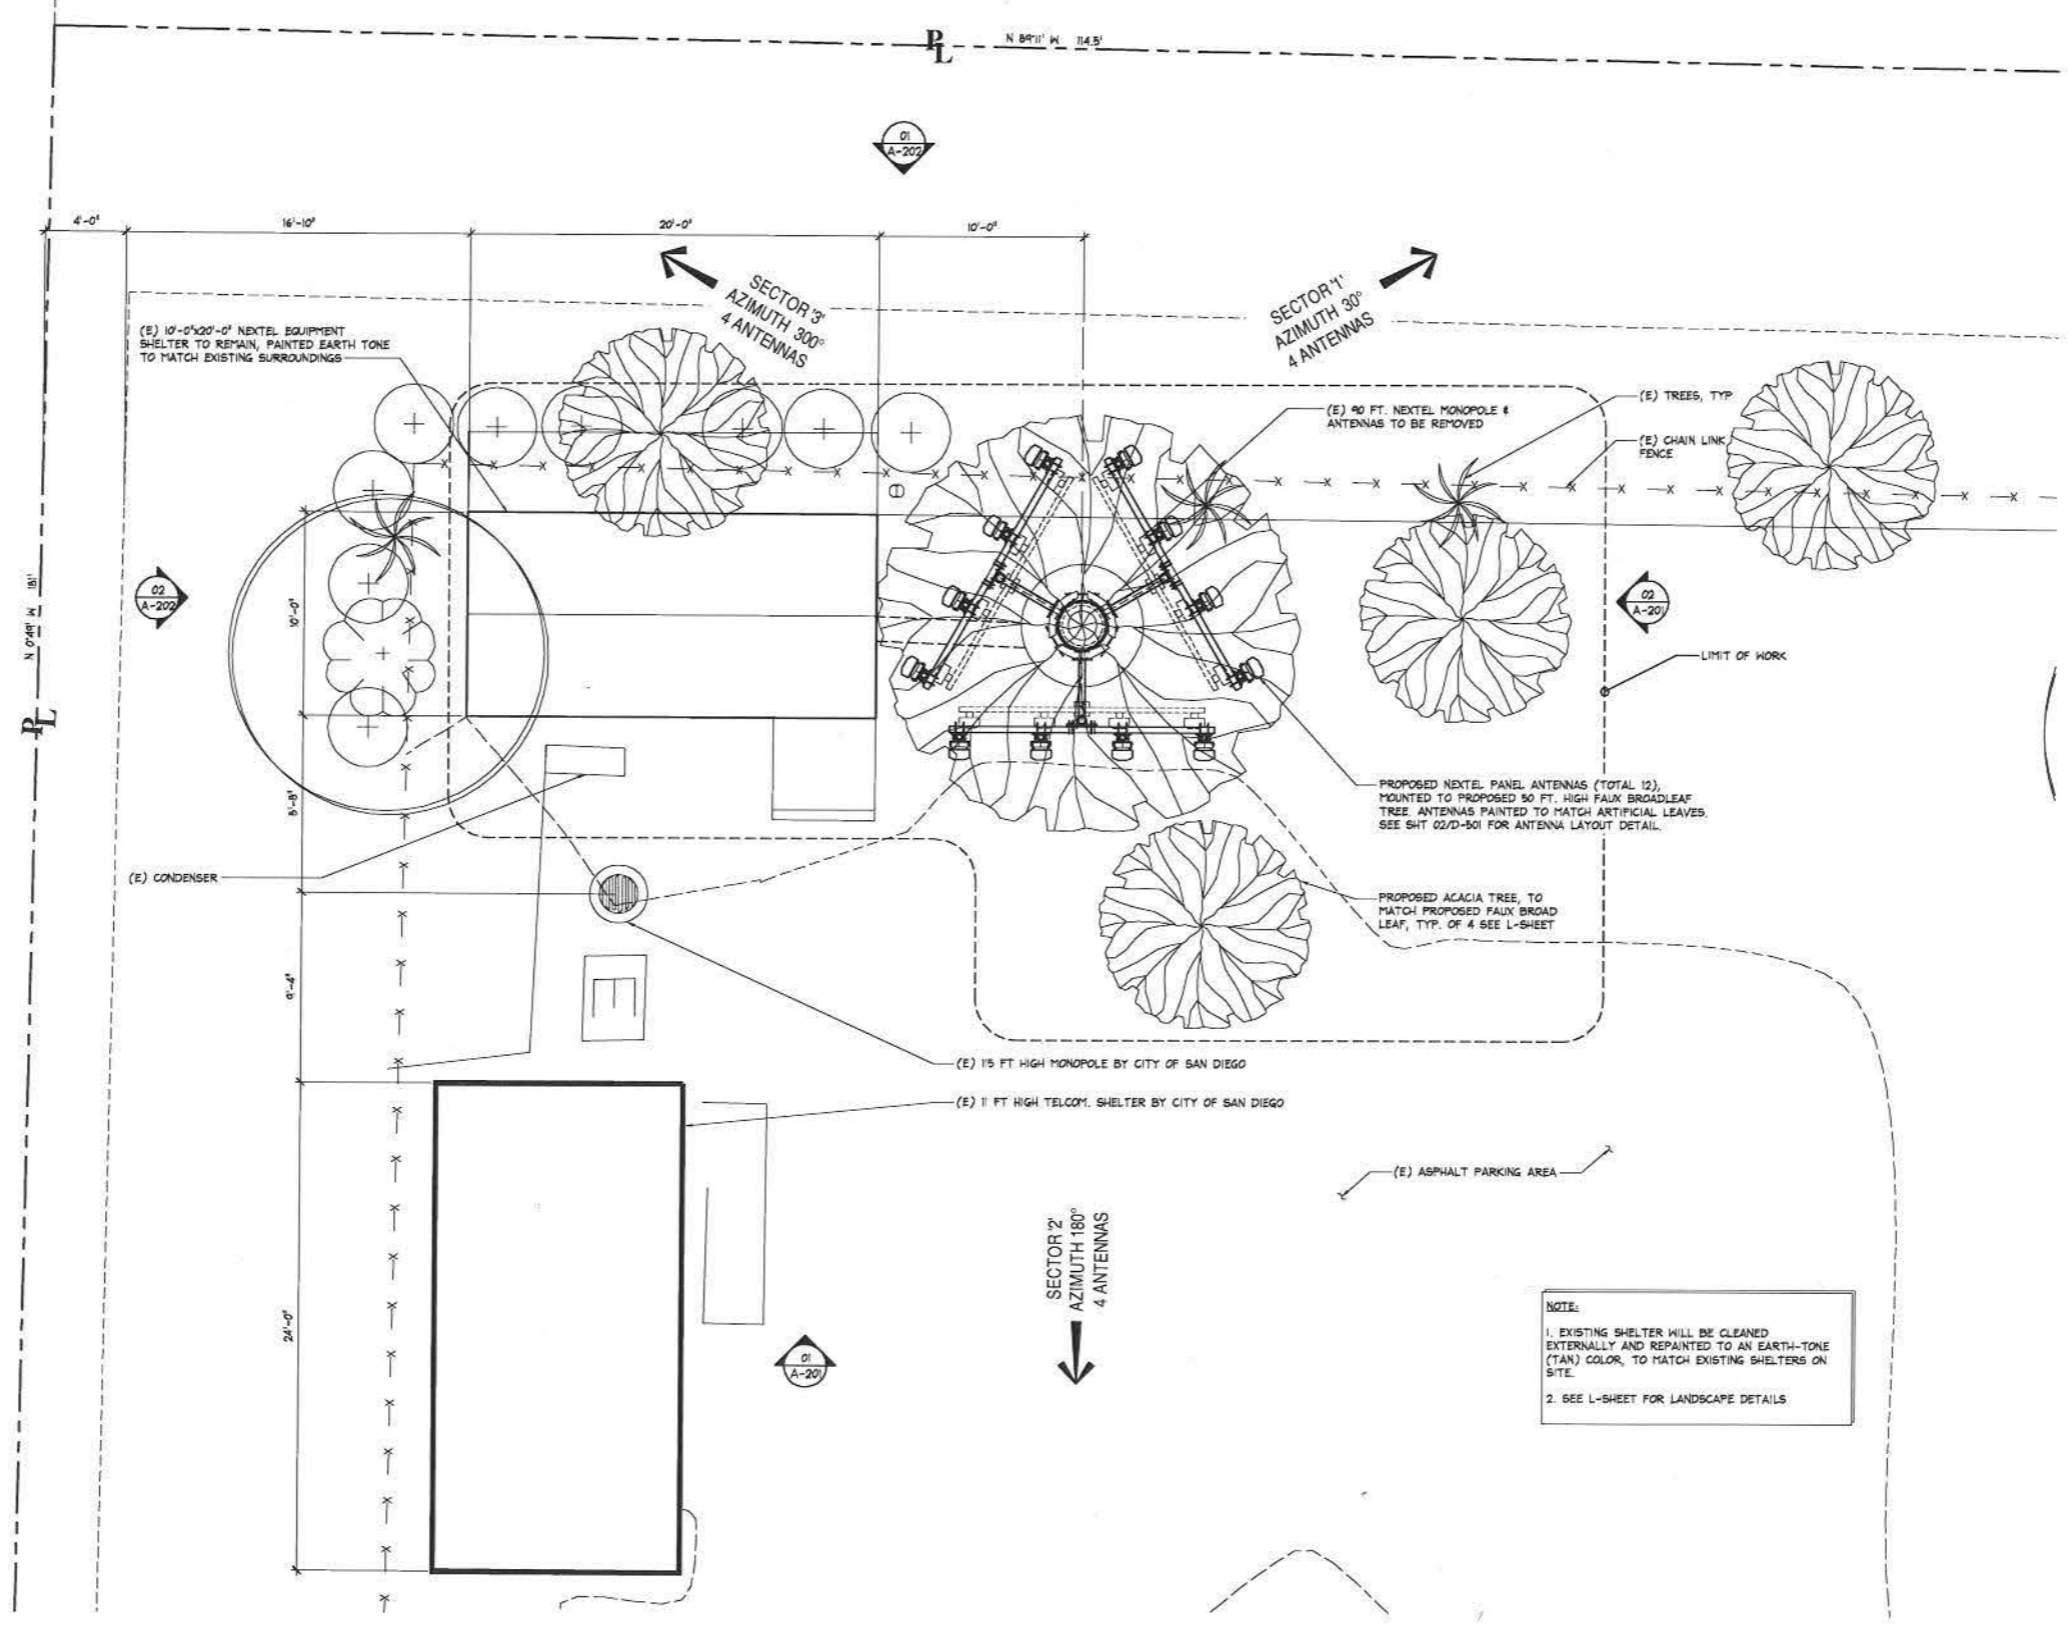 PL
N 89°11' W 114.5'
01
A-202
4'-0"
16'-10"
20'-0"
10'-0"
SECTOR '3'
AZIMUTH 300°
4 ANTENNAS
SECTOR '1'
AZIMUTH 30°
4 ANTENNAS
(E) 10'-0"x20'-0" NEXTEL EQUIPMENT
SHELTER TO REMAIN, PAINTED EARTH TONE
TO MATCH EXISTING SURROUNDINGS
(E) 90 FT. NEXTEL MONOPOLE &
ANTENNAS TO BE REMOVED
(E) TREES, TYP
(E) CHAIN LINK
FENCE
02
A-202
02
A-201
10'-0"
N 0°49' W 181'
PL
LIMIT OF WORK
PROPOSED NEXTEL PANEL ANTENNAS (TOTAL 12),
MOUNTED TO PROPOSED 50 FT. HIGH FAUX BROADLEAF
TREE. ANTENNAS PAINTED TO MATCH ARTIFICIAL LEAVES.
SEE SHT 02/D-501 FOR ANTENNA LAYOUT DETAIL.
8'-8"
(E) CONDENSER
PROPOSED ACACIA TREE, TO
MATCH PROPOSED FAUX BROAD
LEAF, TYP. OF 4 SEE L-SHEET
9'-4"
(E) 115 FT HIGH MONOPOLE BY CITY OF SAN DIEGO
(E) 11 FT HIGH TELCOM. SHELTER BY CITY OF SAN DIEGO
(E) ASPHALT PARKING AREA
SECTOR '2'
AZIMUTH 180°
4 ANTENNAS
24'-0"
01
A-201
NOTE:
1. EXISTING SHELTER WILL BE CLEANED
EXTERNALLY AND REPAINTED TO AN EARTH-TONE
(TAN) COLOR, TO MATCH EXISTING SHELTERS ON
SITE.
2. SEE L-SHEET FOR LANDSCAPE DETAILS